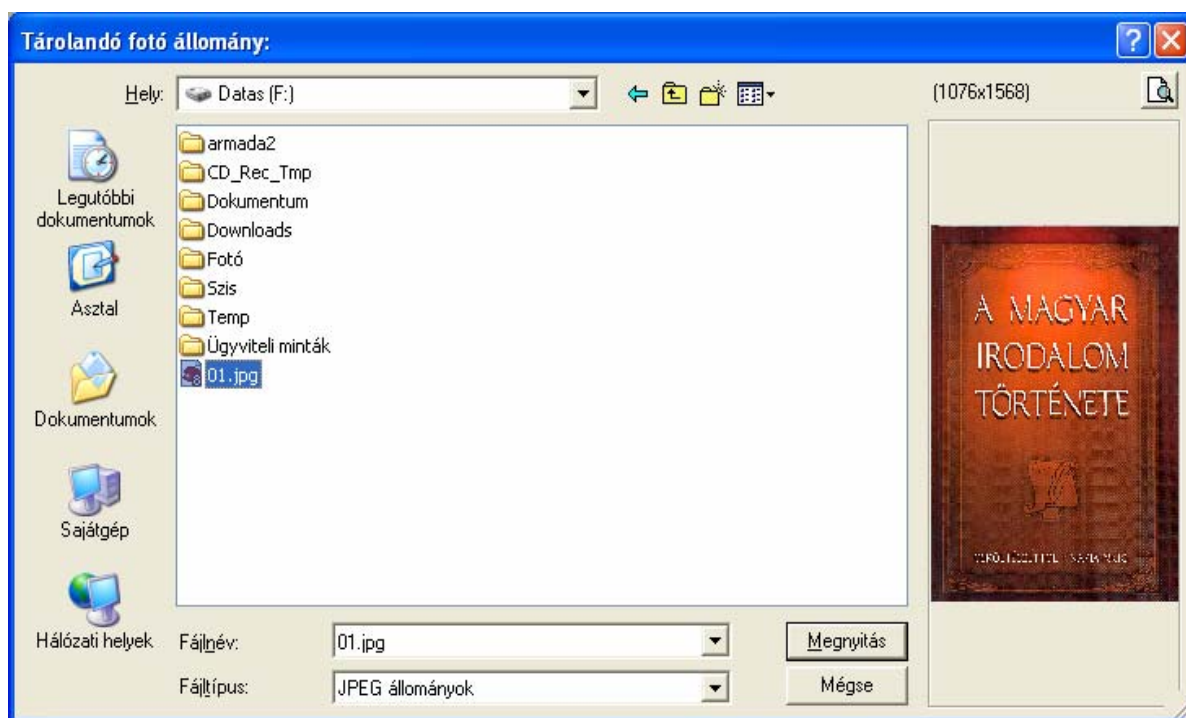 Tárolandó fotó állomány:
Hely:
Datas (F:)
(1076x1568)
Legutóbbi
dokumentumok
Asztal
Dokumentumok
Sajátgép
Hálózati helyek
armada2
CD_Rec_Tmp
Dokumentum
Downloads
Fotó
Szis
Temp
Ügyviteli minták
01.jpg
A MAGYAR
IRODALOM
TÖRTÉNETE
Fájlnév:
01.jpg
Megnyitás
Fájltípus:
JPEG állományok
Mégse